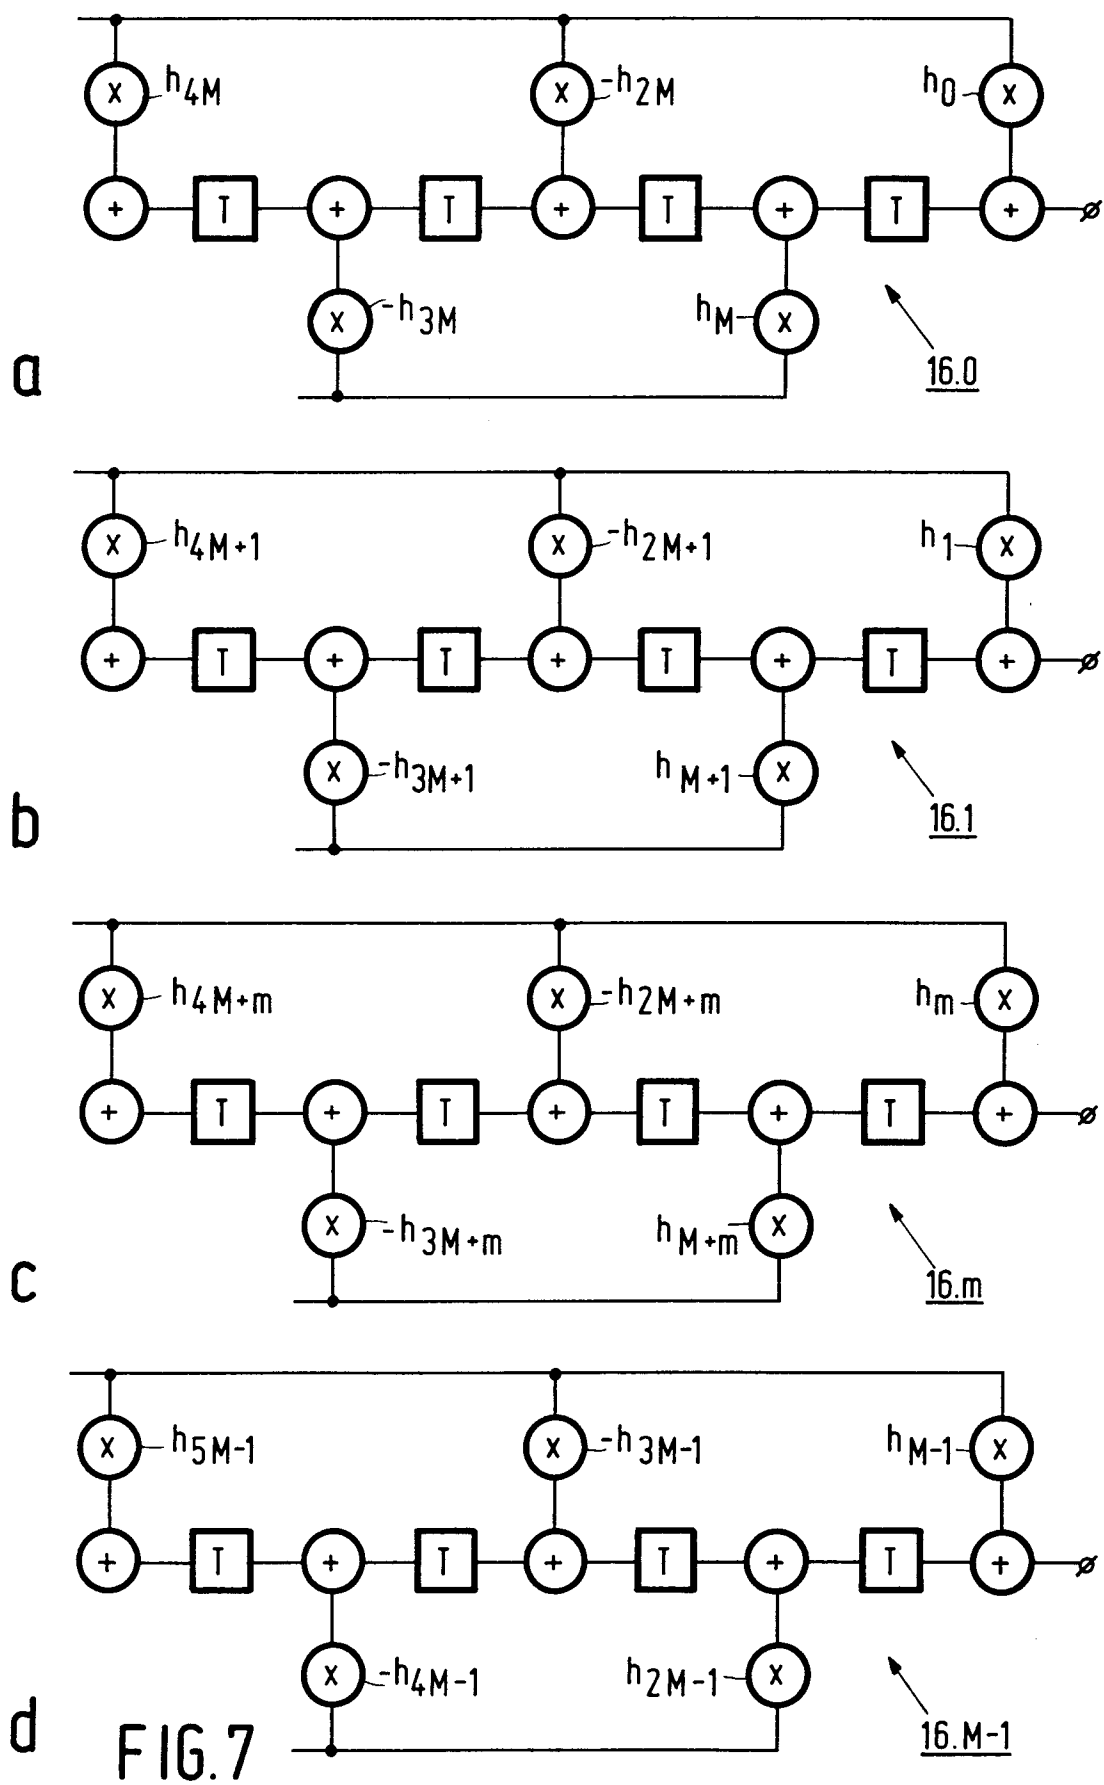 h4M -h2M h0
x x x
+ T + T + T + T +
x -h3M hM x
a 16.0
h4M+1 -h2M+1 h1
x x x
+ T + T + T + T +
x -h3M+1 hM+1 x
b 16.1
h4M+m -h2M+m hm
x x x
+ T + T + T + T +
x -h3M+m hM+m x
c 16.m
h5M-1 -h3M-1 hM-1
x x x
+ T + T + T + T +
x -h4M-1 h2M-1 x
d FIG.7 16.M-1